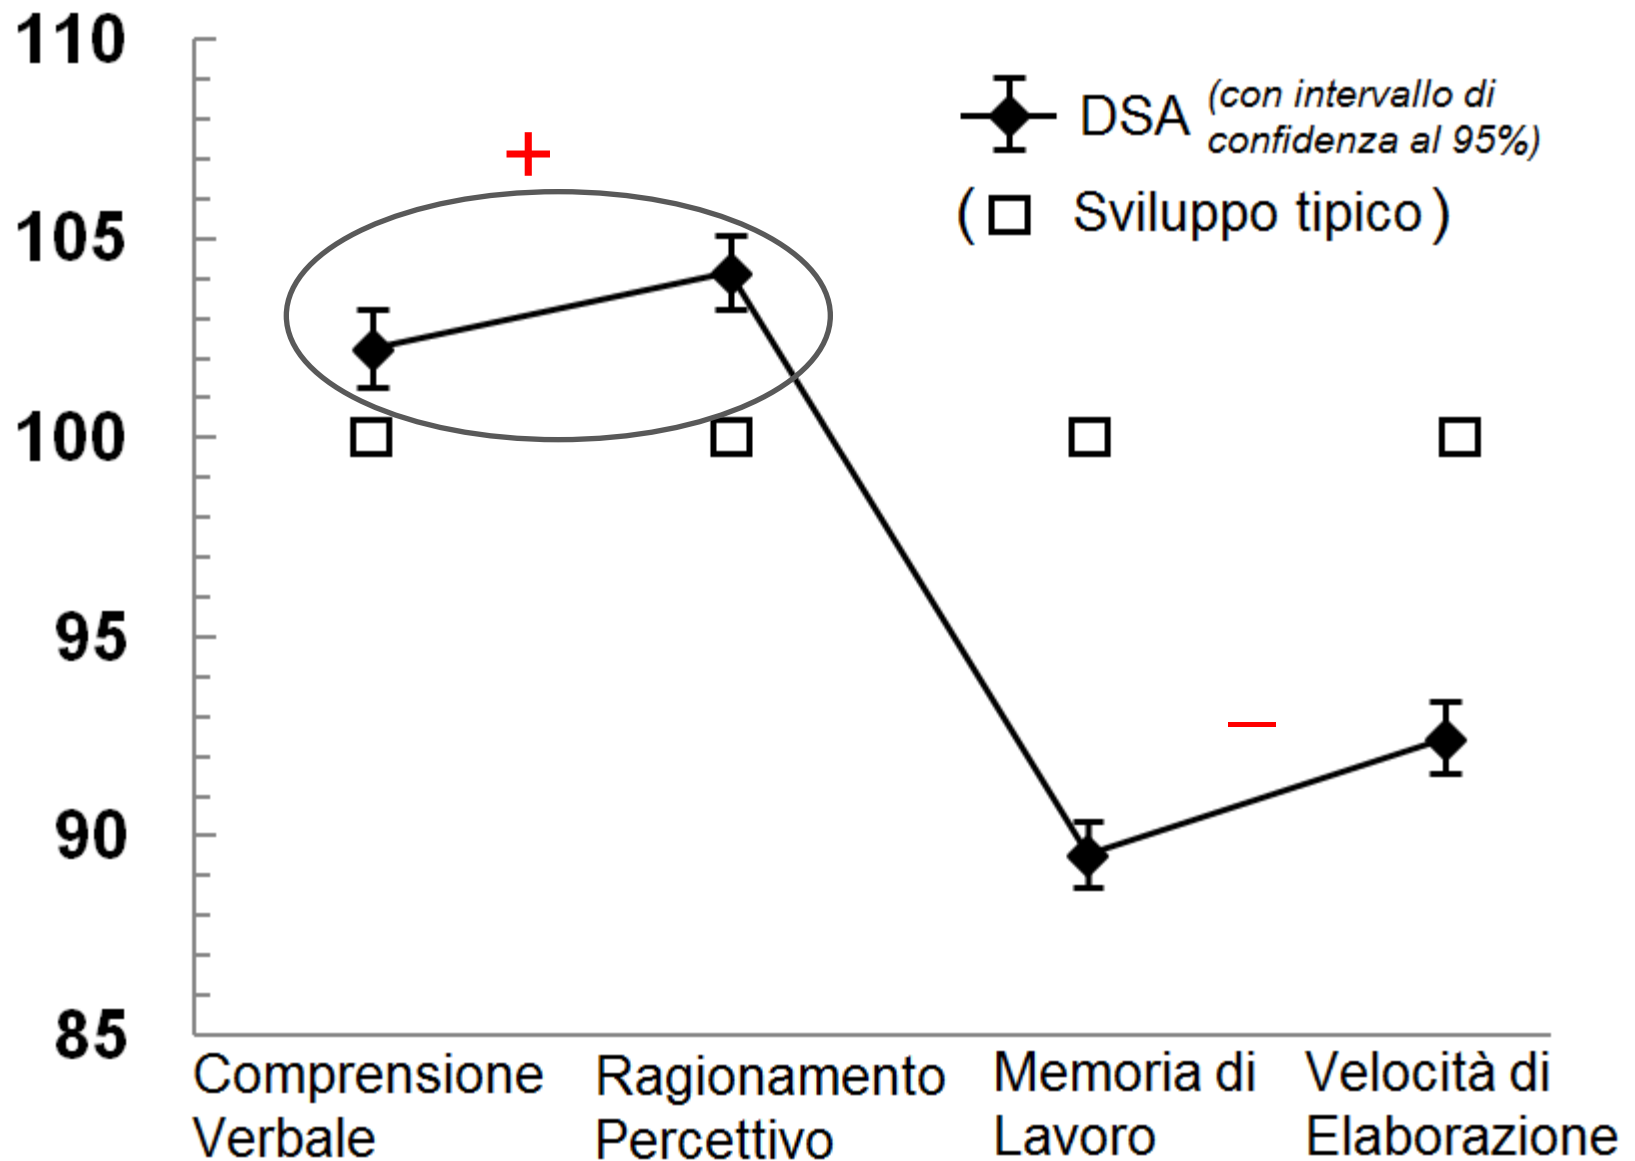 110
105
100
95
90
85
+
–
DSA (con intervallo di
confidenza al 95%)
( Sviluppo tipico )
Comprensione
Verbale
Ragionamento
Percettivo
Memoria di
Lavoro
Velocità di
Elaborazione